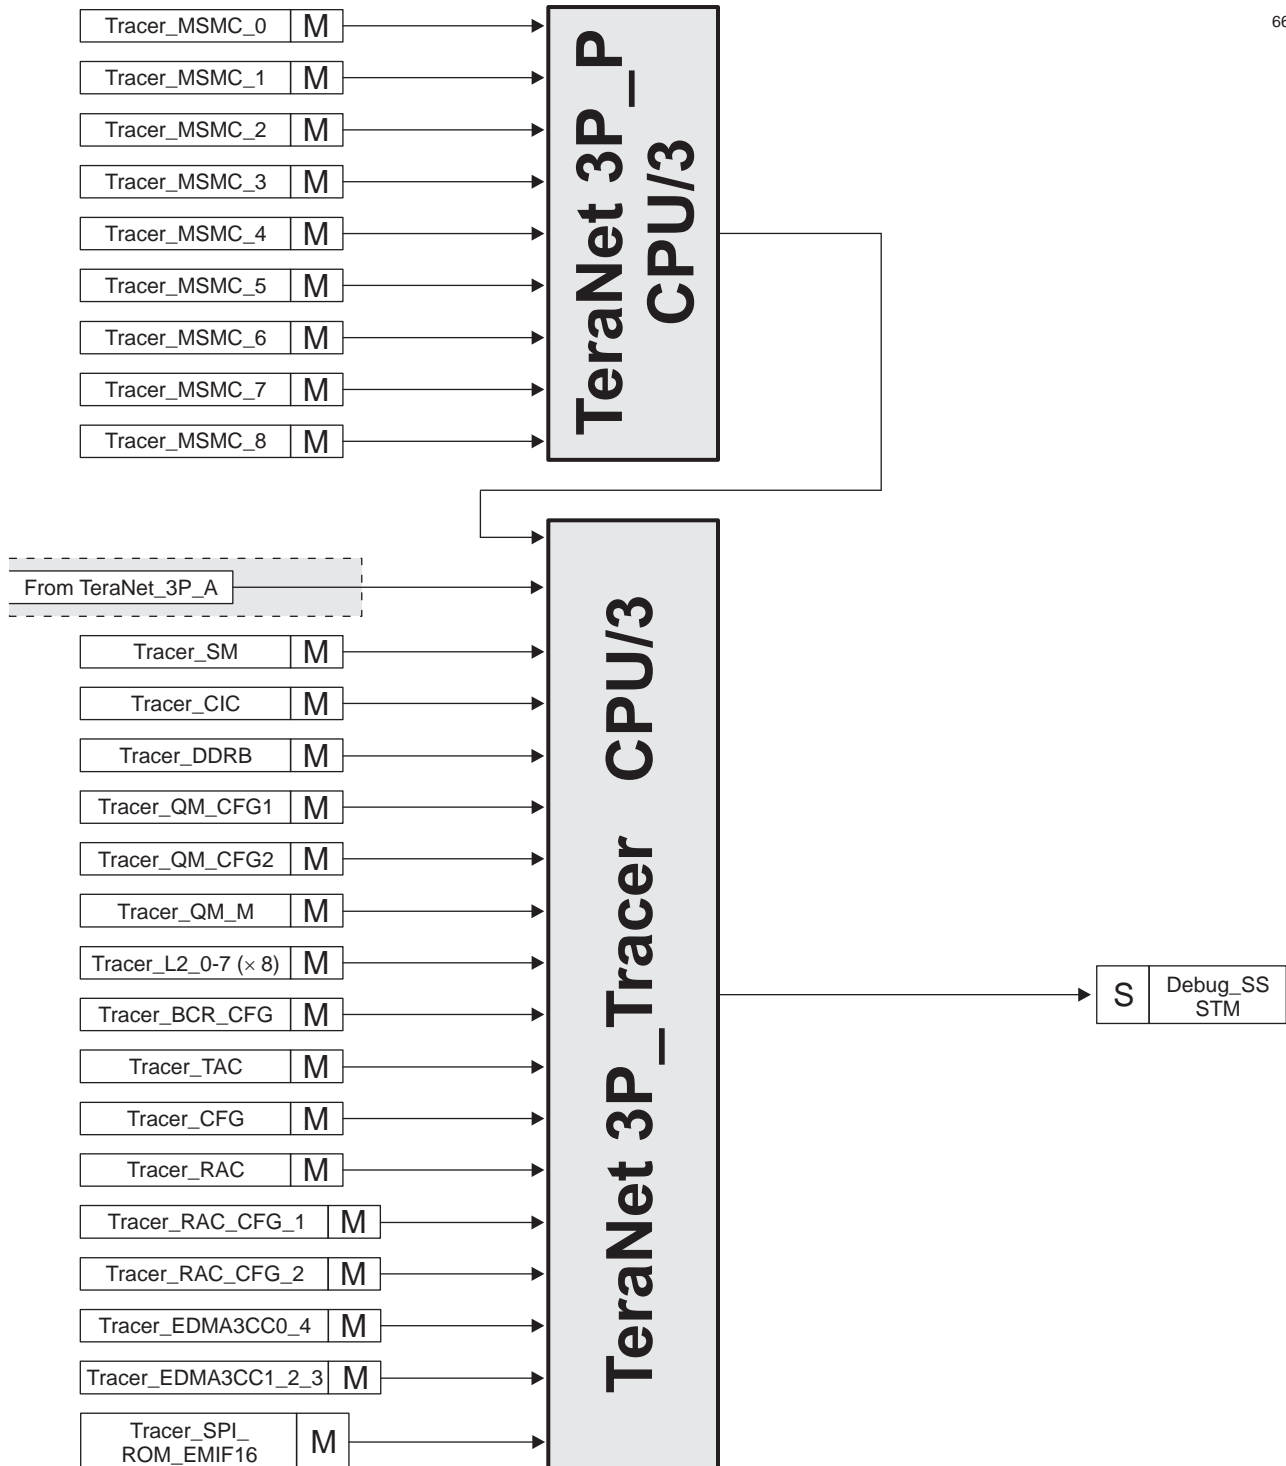 66
Tracer_MSMC_0 M
Tracer_MSMC_1 M
Tracer_MSMC_2 M
Tracer_MSMC_3 M
Tracer_MSMC_4 M
Tracer_MSMC_5 M
Tracer_MSMC_6 M
Tracer_MSMC_7 M
Tracer_MSMC_8 M
TeraNet 3P_P
CPU/3
From TeraNet_3P_A
Tracer_SM M
Tracer_CIC M
Tracer_DDRB M
Tracer_QM_CFG1 M
Tracer_QM_CFG2 M
Tracer_QM_M M
Tracer_L2_0-7 (× 8) M
Tracer_BCR_CFG M
Tracer_TAC M
Tracer_CFG M
Tracer_RAC M
Tracer_RAC_CFG_1 M
Tracer_RAC_CFG_2 M
Tracer_EDMA3CC0_4 M
Tracer_EDMA3CC1_2_3 M
Tracer_SPI_
ROM_EMIF16 M
TeraNet 3P_Tracer CPU/3
S Debug_SS
STM